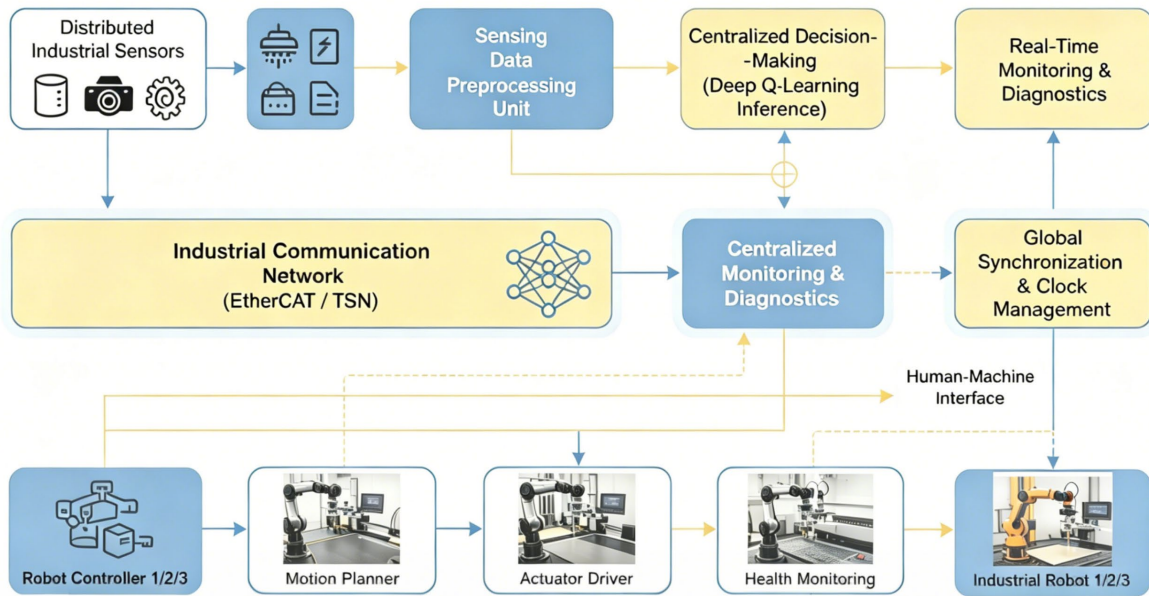 Distributed
Industrial Sensors
Sensing
Data
Preprocessing
Unit
Centralized Decision-
-Making
(Deep Q-Learning
Inference)
Real-Time
Monitoring &
Diagnostics
Industrial Communication
Network
(EtherCAT / TSN)
Centralized
Monitoring &
Diagnostics
Global
Synchronization
& Clock
Management
Human-Machine
Interface
Robot Controller 1/2/3
Motion Planner
Actuator Driver
Health Monitoring
Industrial Robot 1/2/3